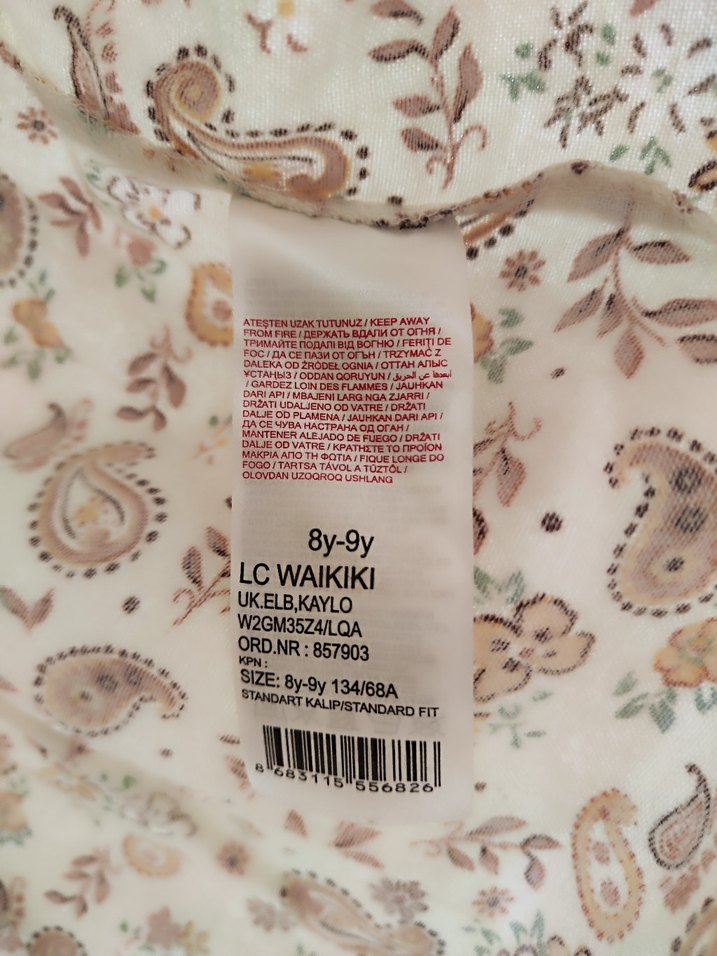 ATEŞTEN UZAK TUTUNUZ / KEEP AWAY
FROM FIRE / ДЕРЖАТЬ ВДАЛИ ОТ ОГНЯ /
ТРИМАЙТЕ ПОДАЛІ ВІД ВОГНЮ / FERIȚI DE
FOC / ДА СЕ ПАЗИ ОТ ОГЪН / TRZYMAĆ Z
DALEKA OD ŹRÓDEŁ OGNIA / ОТТАН АЛЫС
ҰСТАҢЫЗ / ODDAN QORUYUN / أبعدها عن الحريق
/ GARDEZ LOIN DES FLAMMES / JAUHKAN
DARI API / MBAJENI LARG NGA ZJARRI /
DRŽATI UDALJENO OD VATRE / DRŽATI
DALJE OD PLAMENA / JAUHKAN DARI API /
ДА СЕ ЧУВА НАСТРАНА ОД ОГАН /
MANTENER ALEJADO DE FUEGO / DRŽATI
DALJE OD VATRE / ΚΡΑΤΗΣΤΕ ΤΟ ΠΡΟΪΟΝ
ΜΑΚΡΙΑ ΑΠΟ ΤΗ ΦΩΤΙΑ / FIQUE LONGE DO
FOGO / TARTSA TÁVOL A TŰZTŐL /
OLOVDAN UZOQROQ USHLANG
8y-9y
LC WAIKIKI
UK.ELB,KAYLO
W2GM35Z4/LQA
ORD.NR : 857903
KPN :
SIZE: 8y-9y 134/68A
STANDART KALIP/STANDARD FIT
8 683115 556826